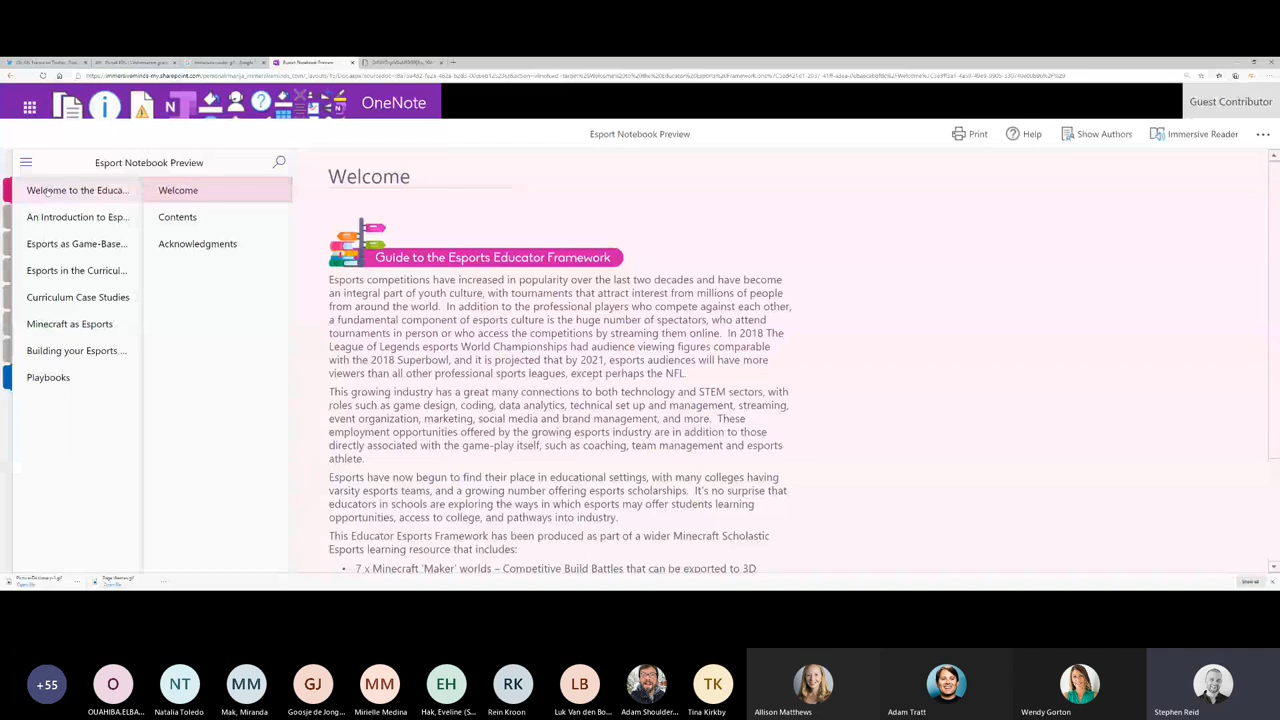 OneNote
Guest Contributor
Esport Notebook Preview
Print
Help
Show Authors
Immersive Reader
Esport Notebook Preview
Welcome to the Educa...
An Introduction to Esp...
Esports as Game-Base...
Esports in the Curricul...
Curriculum Case Studies
Minecraft as Esports
Building your Esports ...
Playbooks
Welcome
Contents
Acknowledgments
Welcome
Guide to the Esports Educator Framework
Esports competitions have increased in popularity over the last two decades and have become
an integral part of youth culture, with tournaments that attract interest from millions of people
from around the world. In addition to the professional players who compete against each other,
a fundamental component of esports culture is the huge number of spectators, who attend
tournaments in person or who access the competitions by streaming them online. In 2018 The
League of Legends esports World Championships had audience viewing figures comparable
with the 2018 Superbowl, and it is projected that by 2021, esports audiences will have more
viewers than all other professional sports leagues, except perhaps the NFL.
This growing industry has a great many connections to both technology and STEM sectors, with
roles such as game design, coding, data analytics, technical set up and management, streaming,
event organization, marketing, social media and brand management, and more. These
employment opportunities offered by the growing esports industry are in addition to those
directly associated with the game-play itself, such as coaching, team management and esports
athlete.
Esports have now begun to find their place in educational settings, with many colleges having
varsity esports teams, and a growing number offering esports scholarships. It's no surprise that
educators in schools are exploring the ways in which esports may offer students learning
opportunities, access to college, and pathways into industry.
This Educator Esports Framework has been produced as part of a wider Minecraft Scholastic
Esports learning resource that includes:
• 7 x Minecraft 'Maker' worlds – Competitive Build Battles that can be exported to 3D
Show all
+55
O
NT
MM
GJ
MM
EH
RK
LB
TK
OUAHIBA.ELBA...
Natalia Toledo
Mak, Miranda
Goosje de Jong...
Mirielle Medina
Hak, Eveline (S...
Rein Kroon
Luk Van den Bo...
Adam Shoulder...
Tina Kirkby
Allison Matthews
Adam Tratt
Wendy Gorton
Stephen Reid